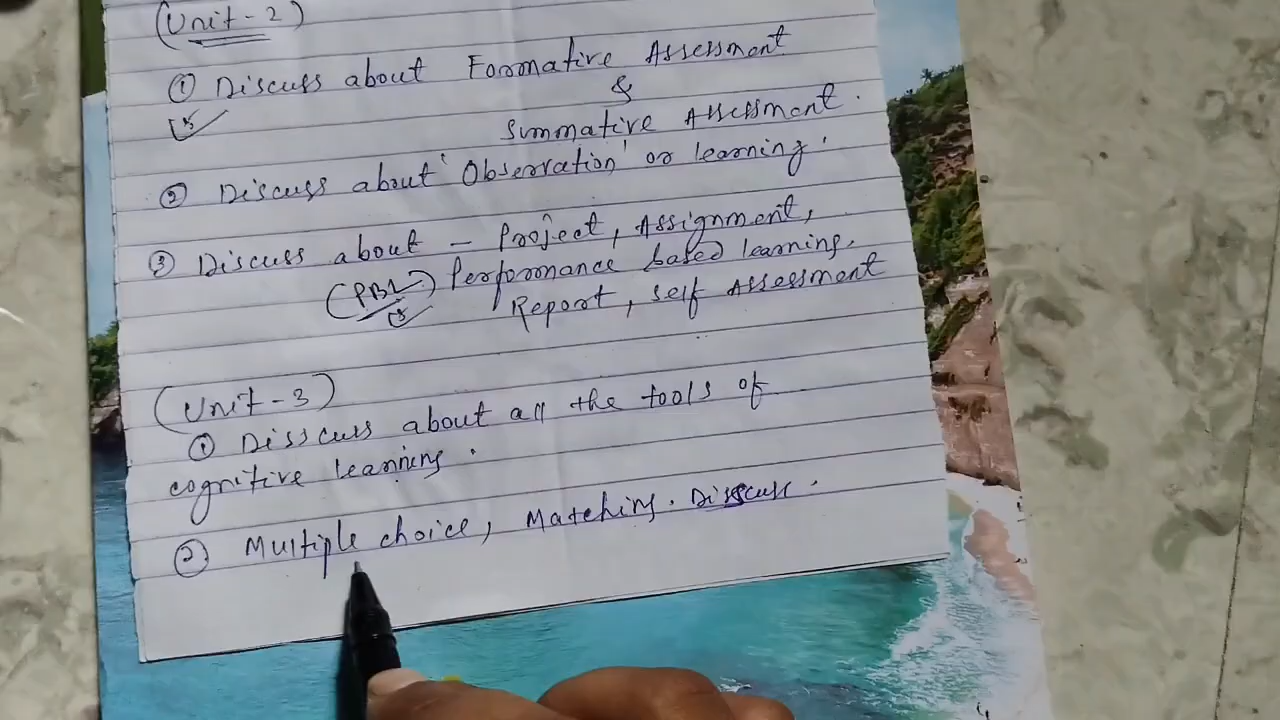 (Unit-2)
① Discuss about Formative Assessment
&
Summative Assessment.
② Discuss about 'Observation' or learning.
③ Discuss about - Project, Assignment,
(PBL) Performance based learning.
Report, self Assessment
(Unit-3)
① Disscuss about all the tools of
cognitive learning.
② Multiple choice, Matching. Disscuss.